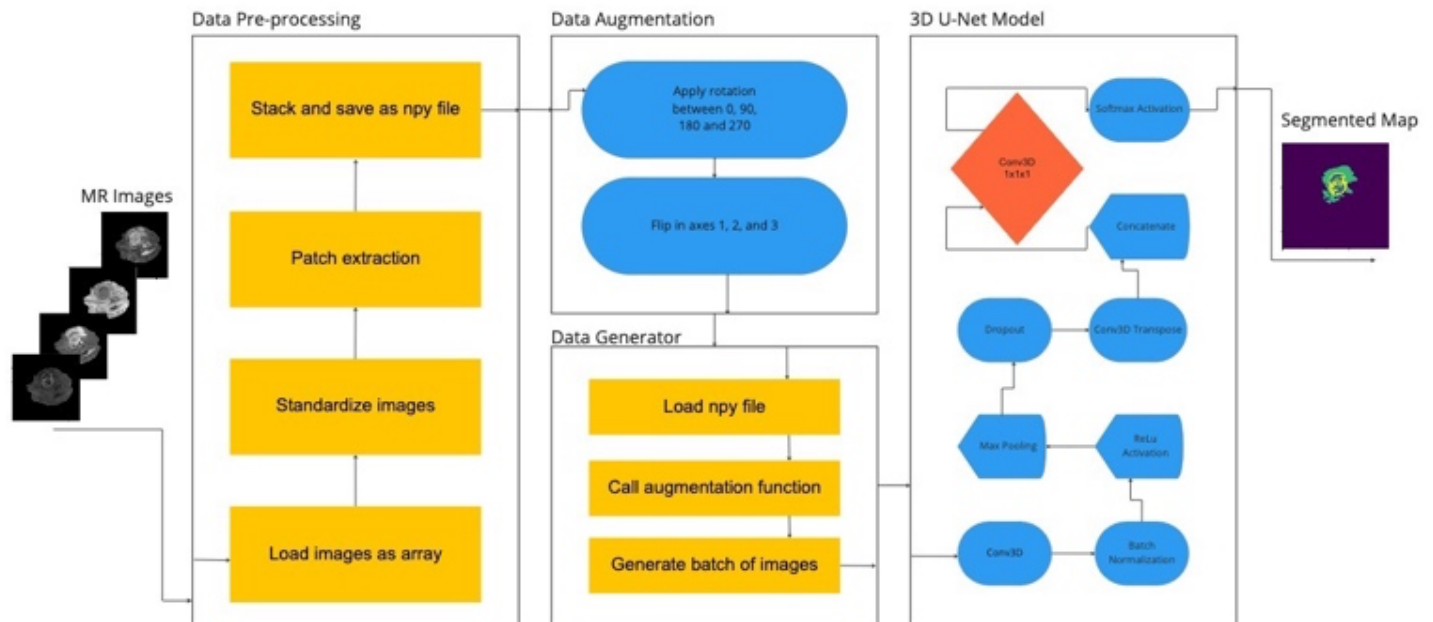 Data Pre-processing
Data Augmentation
3D U-Net Model
MR Images
Stack and save as npy file
Patch extraction
Standardize images
Load images as array
Apply rotation
between 0, 90,
180 and 270
Flip in axes 1, 2, and 3
Data Generator
Load npy file
Call augmentation function
Generate batch of images
Softmax Activation
Conv3D
1x1x1
Concatenate
Dropout
Conv3D Transpose
Max Pooling
ReLu
Activation
Conv3D
Batch
Normalization
Segmented Map